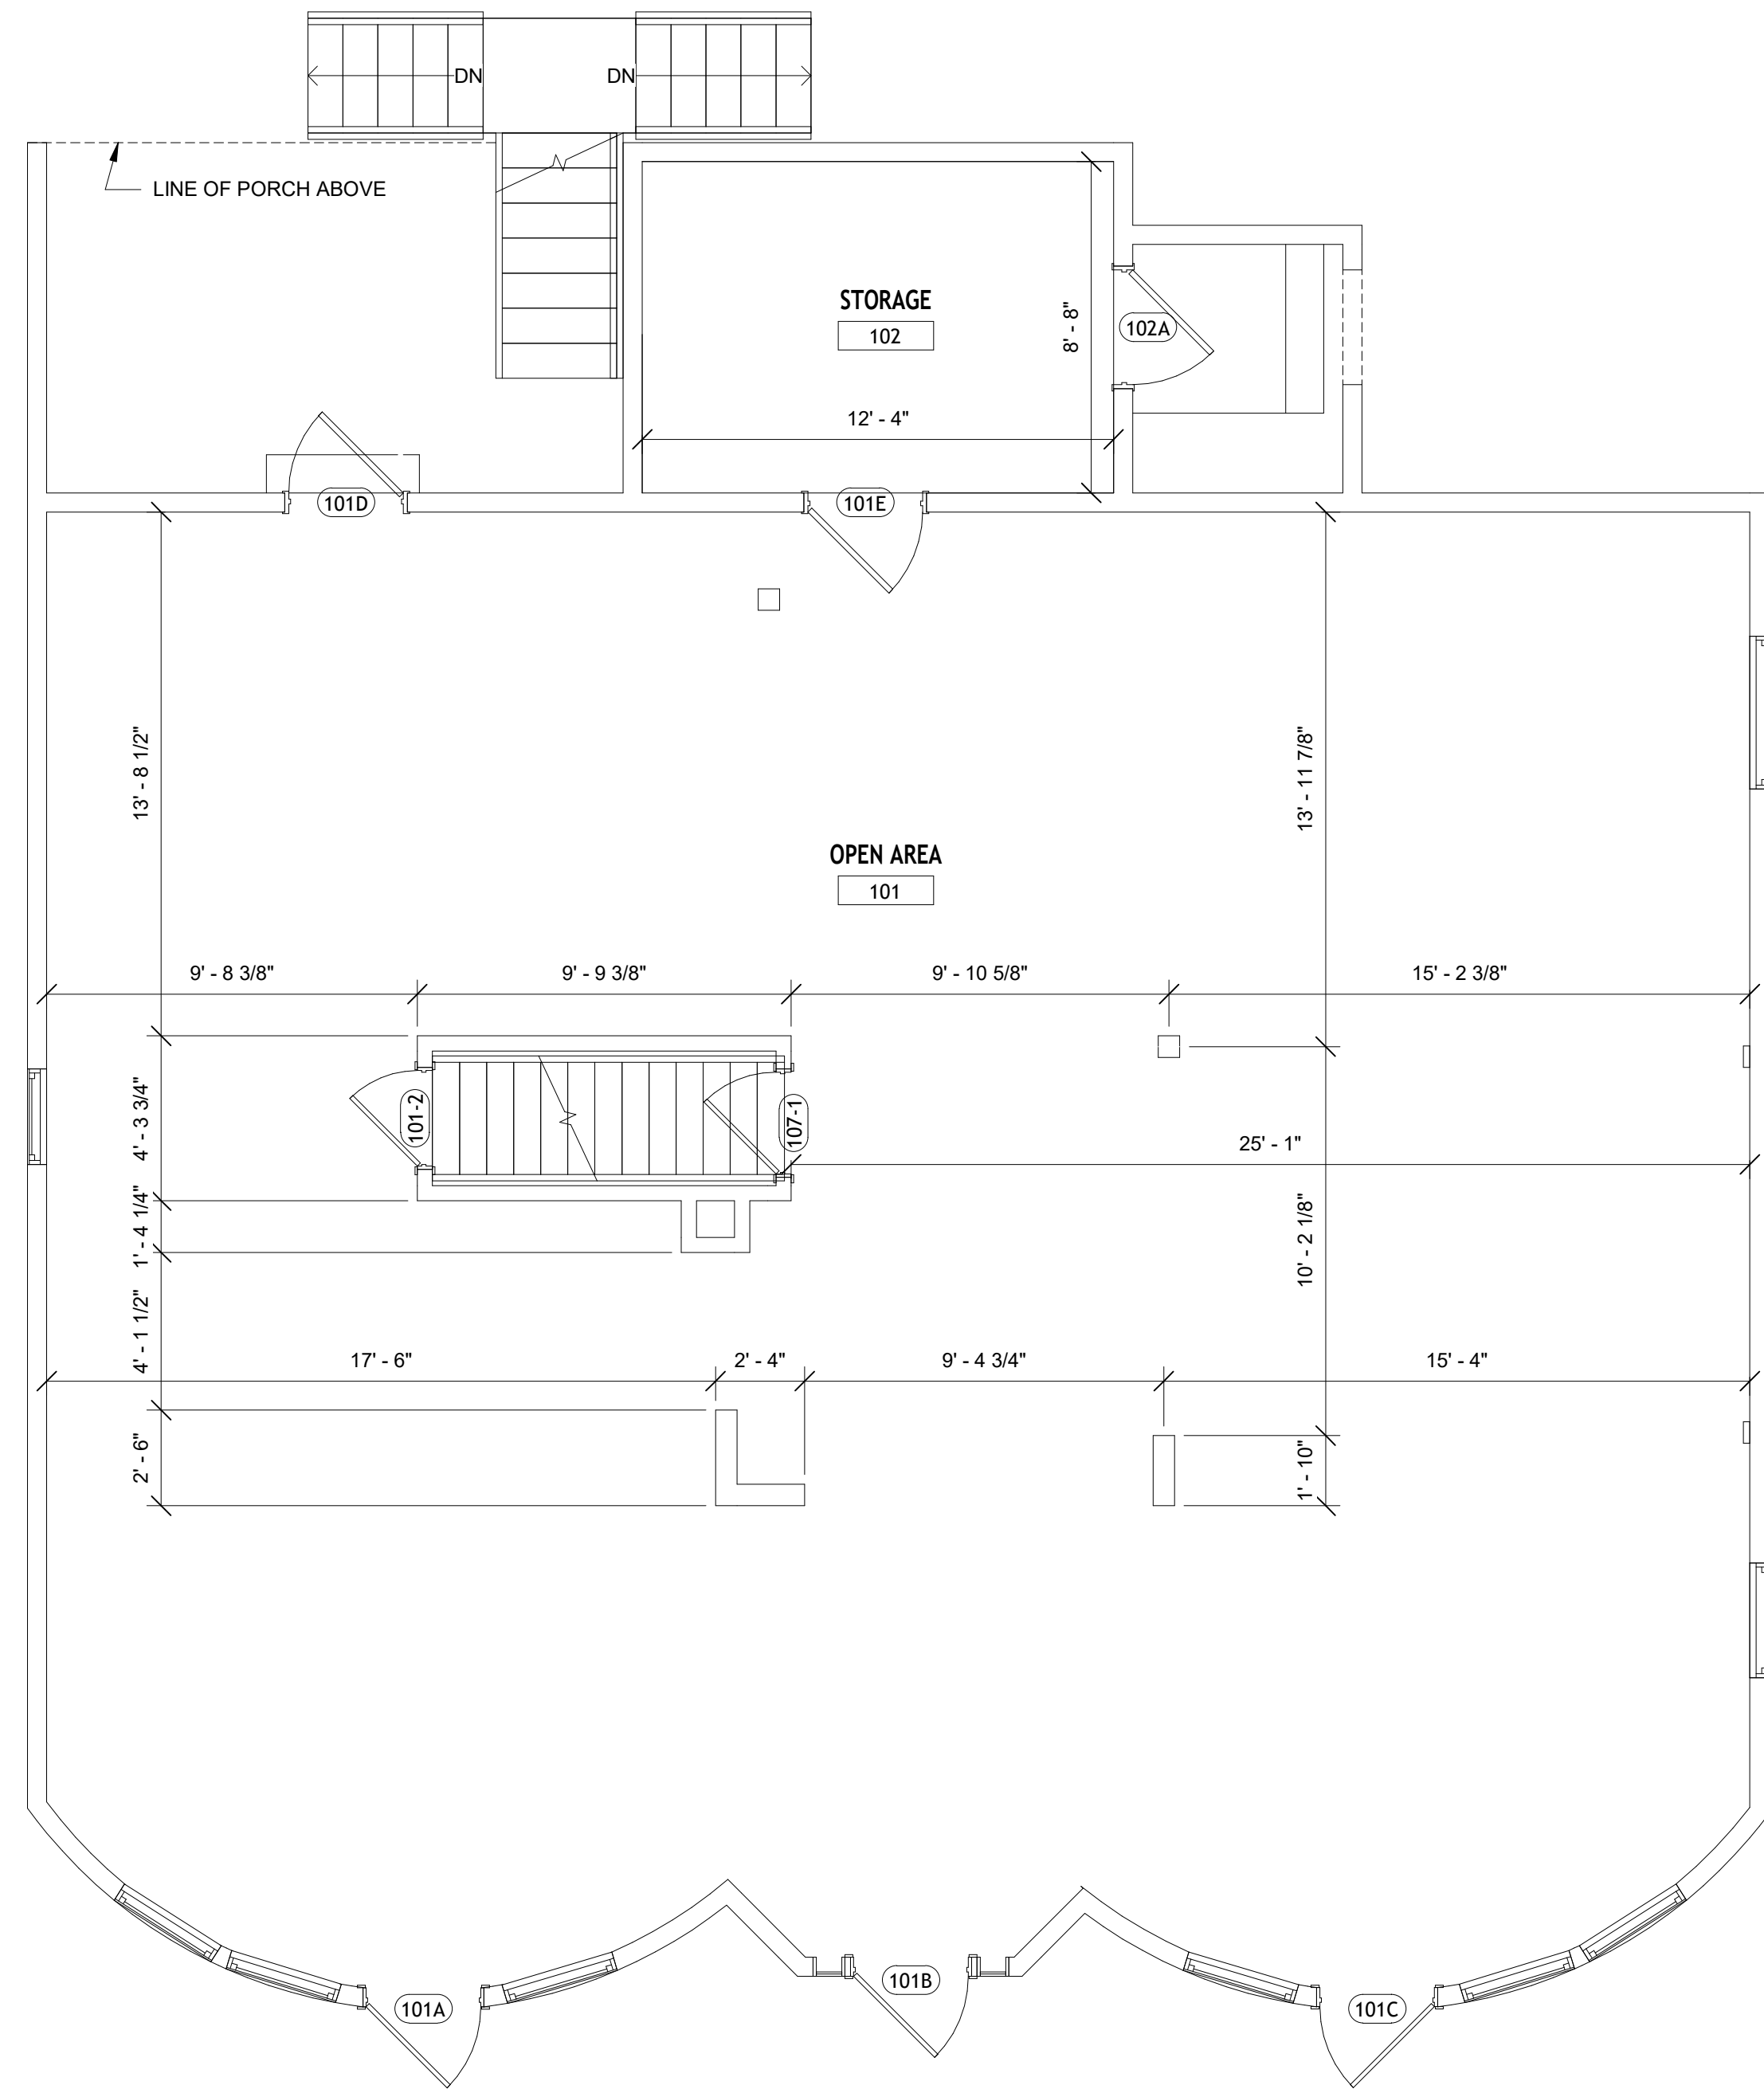 DN DN
LINE OF PORCH ABOVE
STORAGE
102
8' - 8"
102A
12' - 4"
101D
101E
13' - 8 1/2"
13' - 11 7/8"
OPEN AREA
101
9' - 8 3/8" 9' - 9 3/8" 9' - 10 5/8" 15' - 2 3/8"
4' - 3 3/4"
101-2
107-1
25' - 1"
1' - 4 1/4"
10' - 2 1/8"
4' - 1 1/2"
17' - 6" 2' - 4" 9' - 4 3/4" 15' - 4"
2' - 6"
1' - 10"
101A
101B
101C